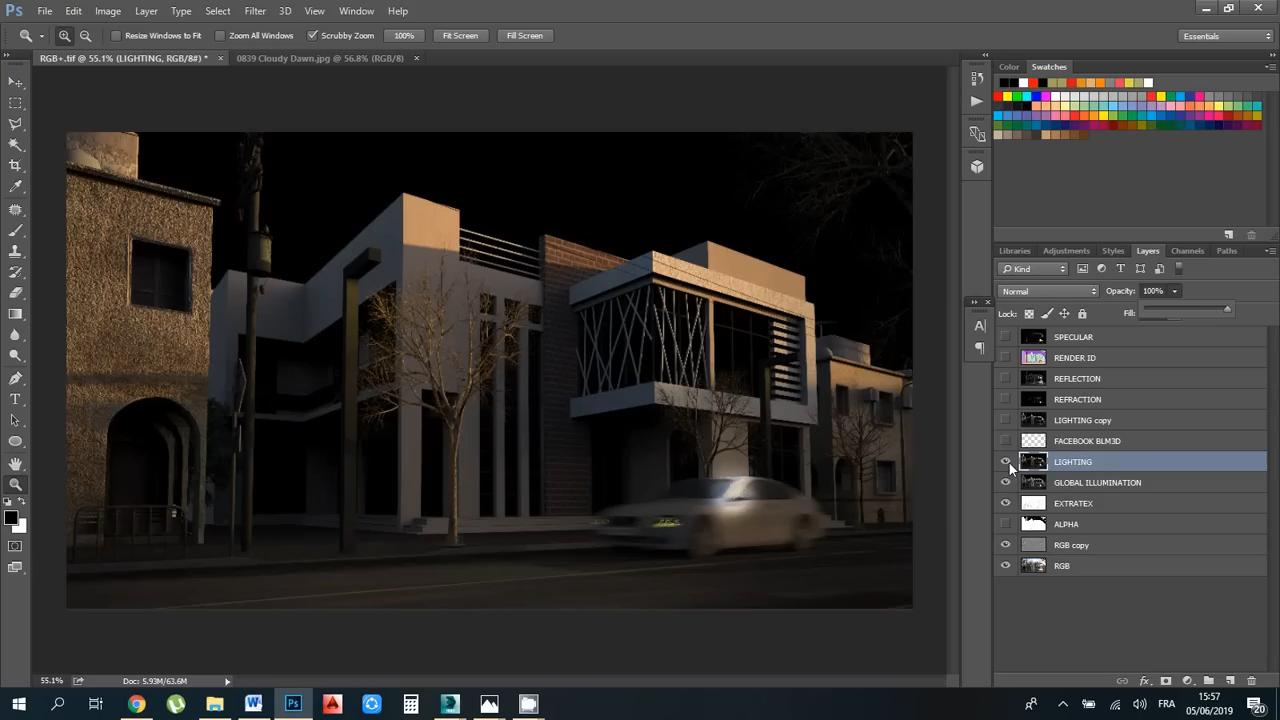 Ps File Edit Image Layer Type Select Filter 3D View Window Help
Resize Windows to Fit Zoom All Windows Scrubby Zoom 100% Fit Screen Fill Screen Essentials
RGB+.tif @ 55.1% (LIGHTING, RGB/8#) * × 0839 Cloudy Dawn.jpg @ 56.8% (RGB/8) ×
Color Swatches
Libraries Adjustments Styles Layers Channels Paths
Kind
Normal Opacity: 100%
Lock: Fill:
SPECULAR
RENDER ID
REFLECTION
REFRACTION
LIGHTING copy
FACEBOOK BLM3D
LIGHTING
GLOBAL ILLUMINATION
EXTRATEX
ALPHA
RGB copy
RGB
55.1% Doc: 5.93M/63.6M
15:57
FRA
05/06/2019
20